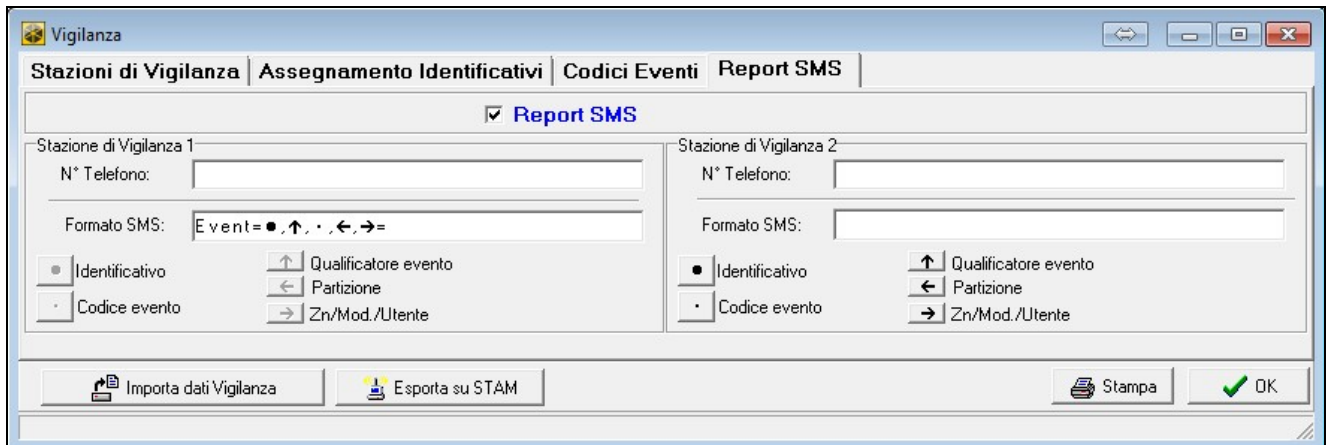 Vigilanza
Stazioni di Vigilanza Assegnamento Identificativi Codici Eventi Report SMS
Report SMS
Stazione di Vigilanza 1
N° Telefono:
Formato SMS: Event=●,↑,·,←,→=
Identificativo
Codice evento
Qualificatore evento
Partizione
Zn/Mod./Utente
Stazione di Vigilanza 2
N° Telefono:
Formato SMS:
Identificativo
Codice evento
Qualificatore evento
Partizione
Zn/Mod./Utente
Importa dati Vigilanza Esporta su STAM Stampa OK